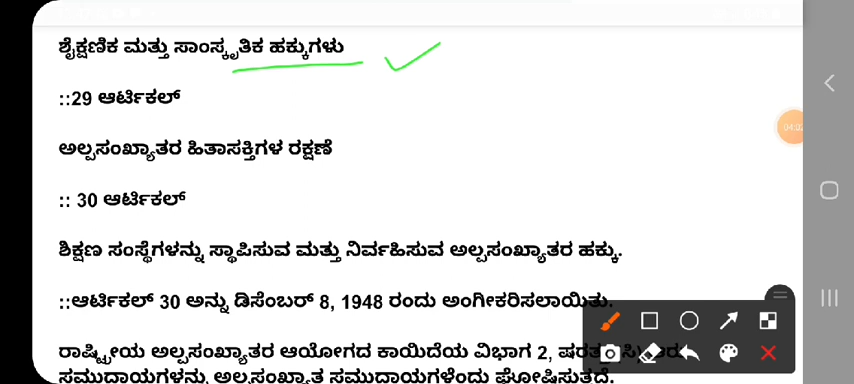 ಶೈಕ್ಷಣಿಕ ಮತ್ತು ಸಾಂಸ್ಕೃತಿಕ ಹಕ್ಕುಗಳು
::29 ಆರ್ಟಿಕಲ್
ಅಲ್ಪಸಂಖ್ಯಾತರ ಹಿತಾಸಕ್ತಿಗಳ ರಕ್ಷಣೆ
:: 30 ಆರ್ಟಿಕಲ್
ಶಿಕ್ಷಣ ಸಂಸ್ಥೆಗಳನ್ನು ಸ್ಥಾಪಿಸುವ ಮತ್ತು ನಿರ್ವಹಿಸುವ ಅಲ್ಪಸಂಖ್ಯಾತರ ಹಕ್ಕು.
::ಆರ್ಟಿಕಲ್ 30 ಅನ್ನು ಡಿಸೆಂಬರ್ 8, 1948 ರಂದು ಅಂಗೀಕರಿಸಲಾಯಿತು.
ರಾಷ್ಟ್ರೀಯ ಅಲ್ಪಸಂಖ್ಯಾತರ ಆಯೋಗದ ಕಾಯಿದೆಯ ವಿಭಾಗ 2,
ಸಮುದಾಯಗಳನ್ನು ಅಲ್ಪಸಂಖ್ಯಾತ ಸಮುದಾಯಗಳೆಂದು ಘೋಷಿಸುತ್ತದೆ.